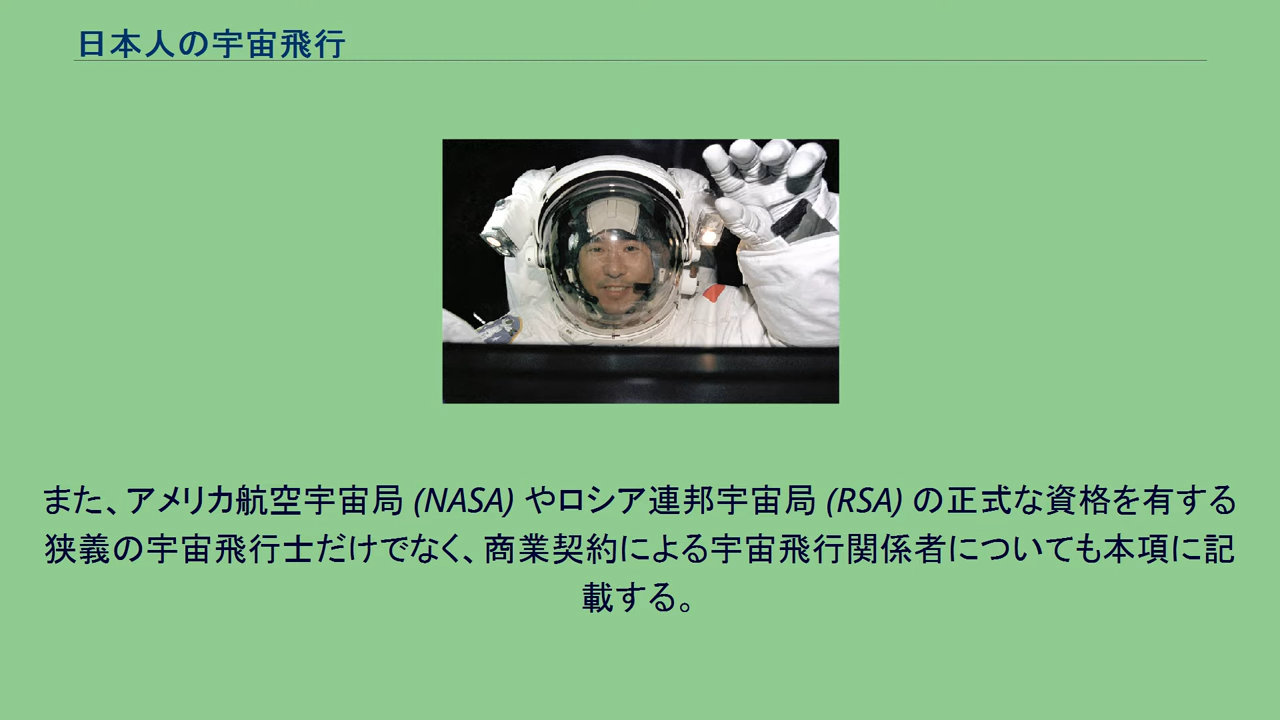 日本人の宇宙飛行
また、アメリカ航空宇宙局 (NASA) やロシア連邦宇宙局 (RSA) の正式な資格を有する
狭義の宇宙飛行士だけでなく、商業契約による宇宙飛行関係者についても本項に記
載する。